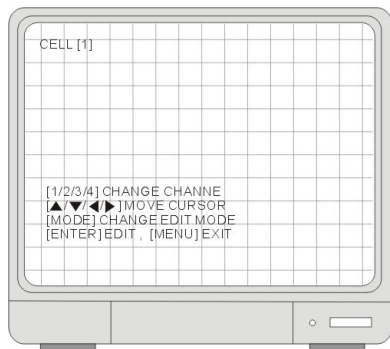 CELL [1]
[1/2/3/4] CHANGE CHANNE
[▲/▼/◀/▶] MOVE CURSOR
[MODE] CHANGE EDIT MODE
[ENTER] EDIT , [MENU] EXIT